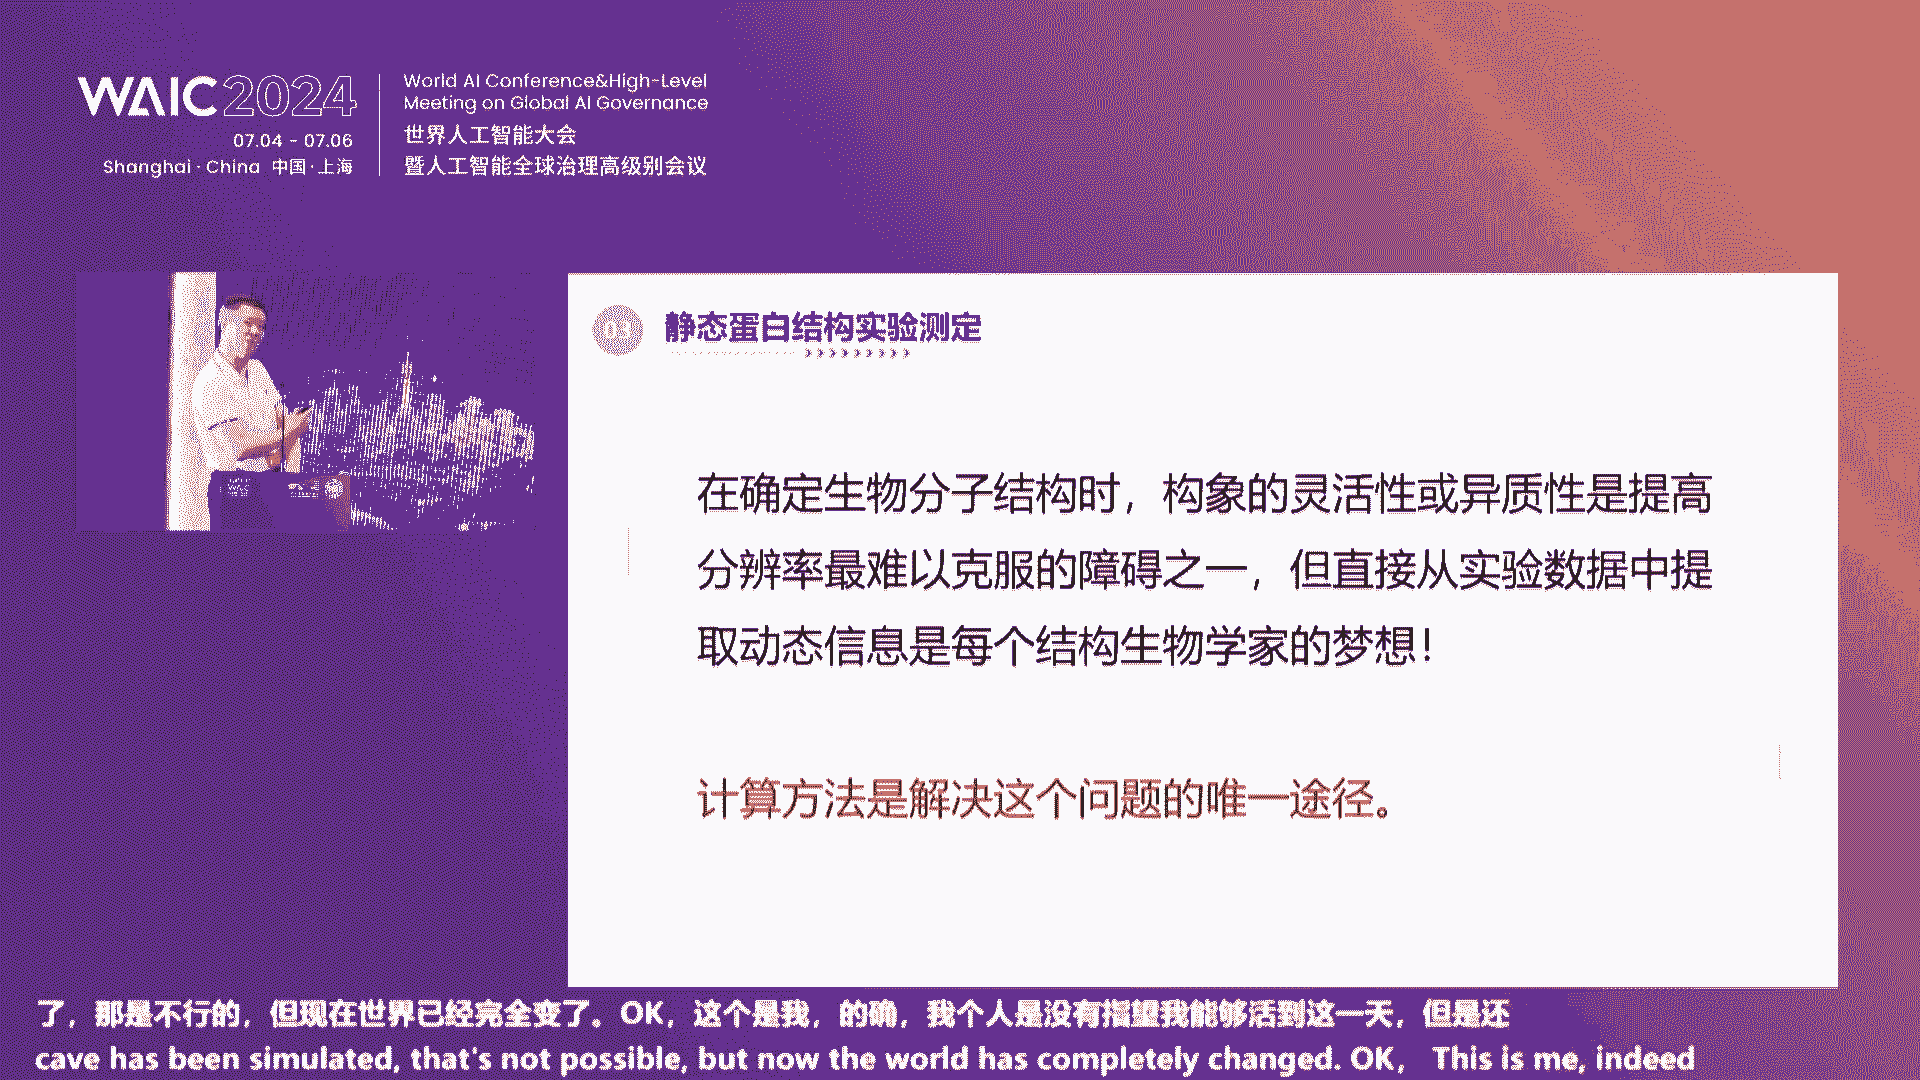 WAIC 2024
07.04 - 07.06
Shanghai · China 中国·上海
World AI Conference&High-Level
Meeting on Global AI Governance
世界人工智能大会
暨人工智能全球治理高级别会议
03 静态蛋白结构实验测定
在确定生物分子结构时，构象的灵活性或异质性是提高
分辨率最难以克服的障碍之一，但直接从实验数据中提
取动态信息是每个结构生物学家的梦想！
计算方法是解决这个问题的唯一途径。
了，那是不行的，但现在世界已经完全变了。OK，这个是我，的确，我个人是没有指望我能够活到这一天，但是还
cave has been simulated, that's not possible, but now the world has completely changed. OK， This is me, indeed